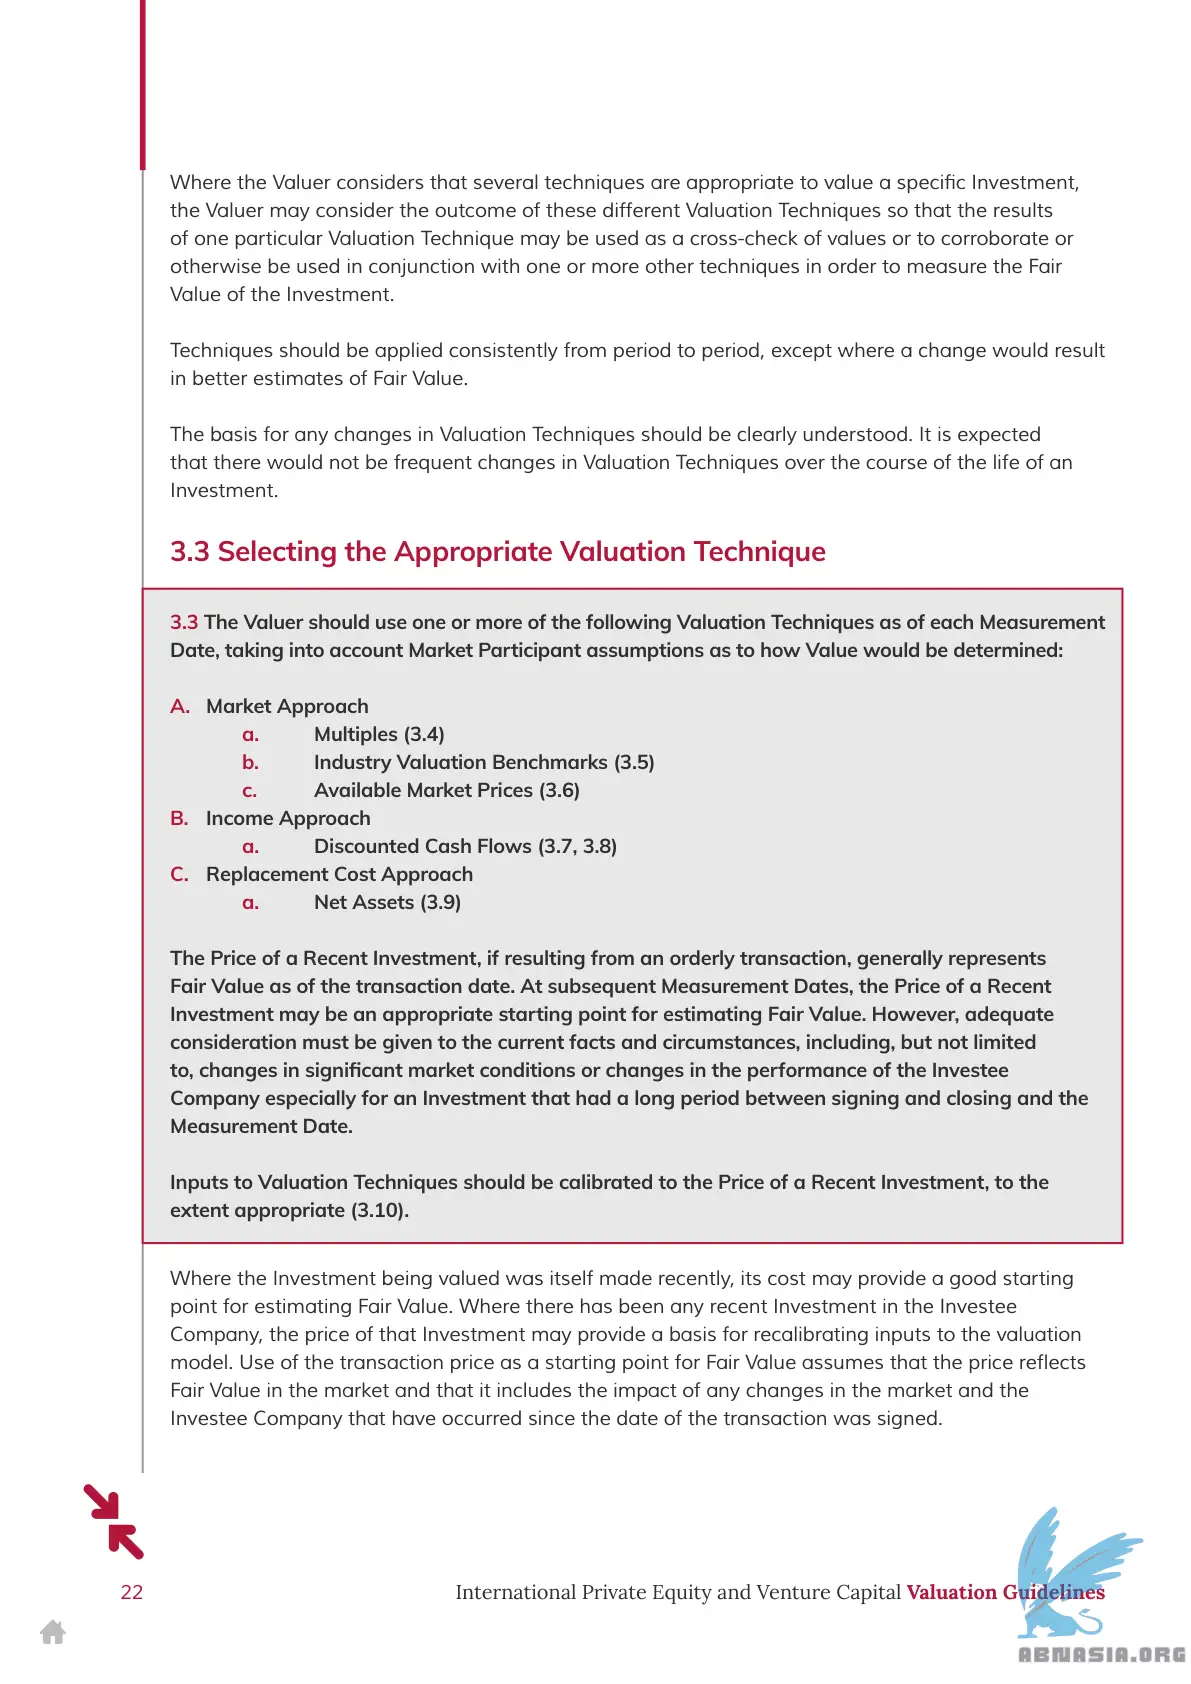 Where the Valuer considers that several techniques are appropriate to value a specific Investment,
the Valuer may consider the outcome of these different Valuation Techniques so that the results
of one particular Valuation Technique may be used as a cross-check of values or to corroborate or
otherwise be used in conjunction with one or more other techniques in order to measure the Fair
Value of the Investment.
Techniques should be applied consistently from period to period, except where a change would result
in better estimates of Fair Value.
The basis for any changes in Valuation Techniques should be clearly understood. It is expected
that there would not be frequent changes in Valuation Techniques over the course of the life of an
Investment.
3.3 Selecting the Appropriate Valuation Technique
3.3 The Valuer should use one or more of the following Valuation Techniques as of each Measurement
Date, taking into account Market Participant assumptions as to how Value would be determined:
A. Market Approach
a. Multiples (3.4)
b. Industry Valuation Benchmarks (3.5)
c. Available Market Prices (3.6)
B. Income Approach
a. Discounted Cash Flows (3.7, 3.8)
C. Replacement Cost Approach
a. Net Assets (3.9)
The Price of a Recent Investment, if resulting from an orderly transaction, generally represents
Fair Value as of the transaction date. At subsequent Measurement Dates, the Price of a Recent
Investment may be an appropriate starting point for estimating Fair Value. However, adequate
consideration must be given to the current facts and circumstances, including, but not limited
to, changes in significant market conditions or changes in the performance of the Investee
Company especially for an Investment that had a long period between signing and closing and the
Measurement Date.
Inputs to Valuation Techniques should be calibrated to the Price of a Recent Investment, to the
extent appropriate (3.10).
Where the Investment being valued was itself made recently, its cost may provide a good starting
point for estimating Fair Value. Where there has been any recent Investment in the Investee
Company, the price of that Investment may provide a basis for recalibrating inputs to the valuation
model. Use of the transaction price as a starting point for Fair Value assumes that the price reflects
Fair Value in the market and that it includes the impact of any changes in the market and the
Investee Company that have occurred since the date of the transaction was signed.
22
International Private Equity and Venture Capital Valuation Guidelines
ABNASIA.ORG